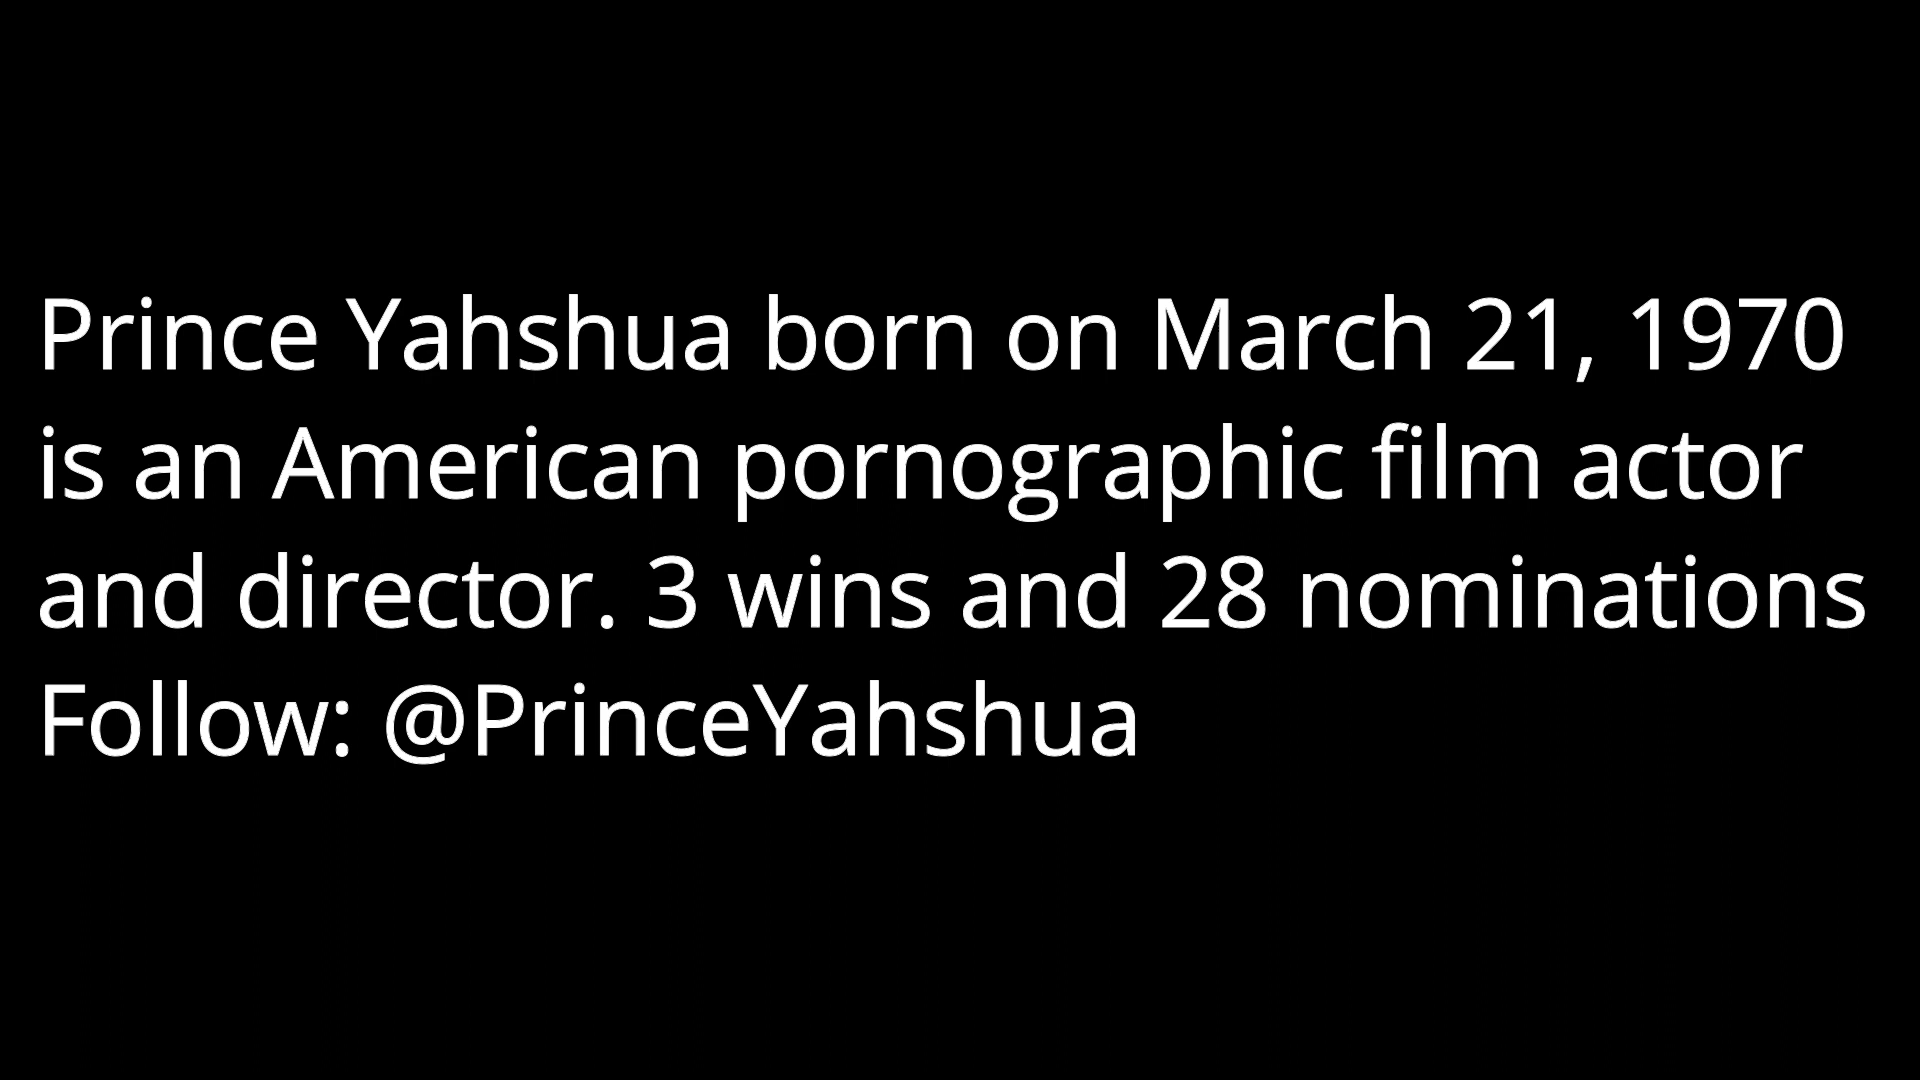 Prince Yahshua born on March 21, 1970
is an American pornographic film actor
and director. 3 wins and 28 nominations
Follow: @PrinceYahshua